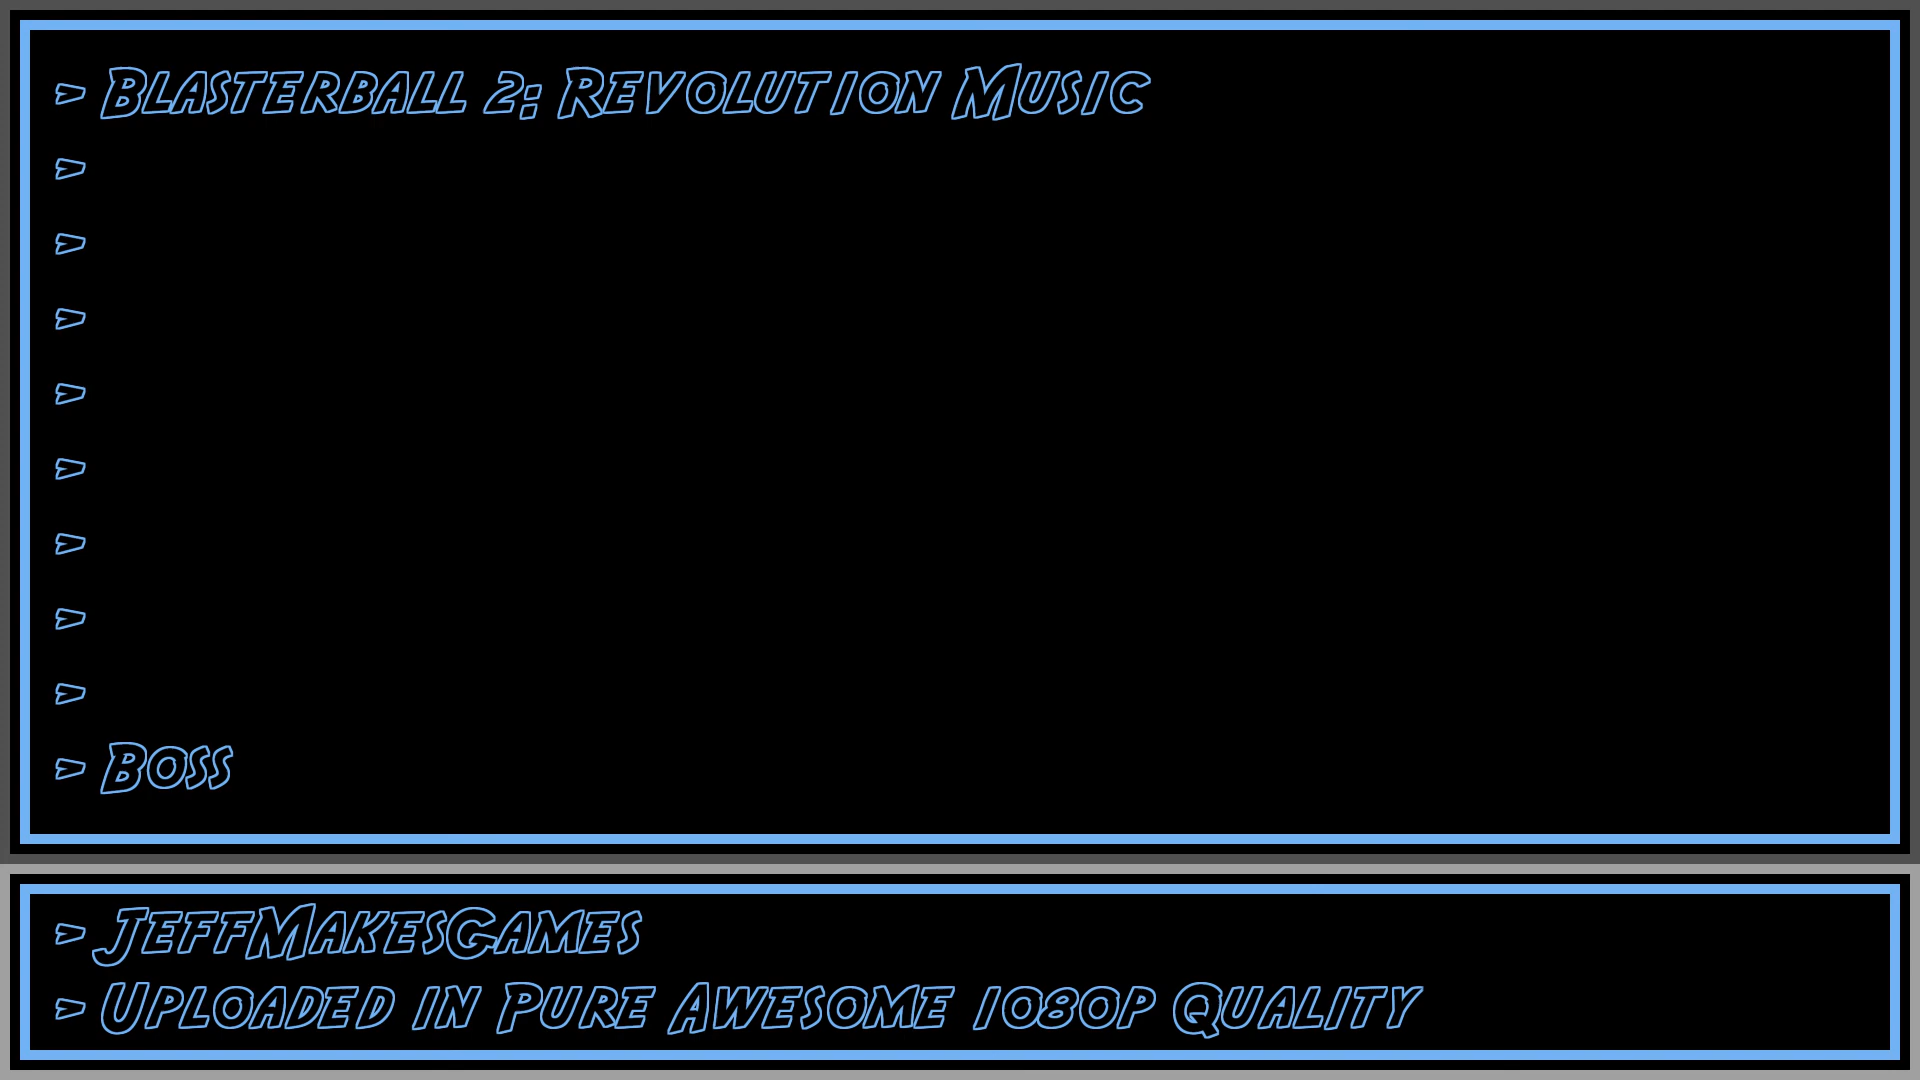 > Blasterball 2: Revolution Music
>
>
>
>
>
>
>
>
> Boss
> JeffMakesGames
> Uploaded in Pure Awesome 1080p Quality